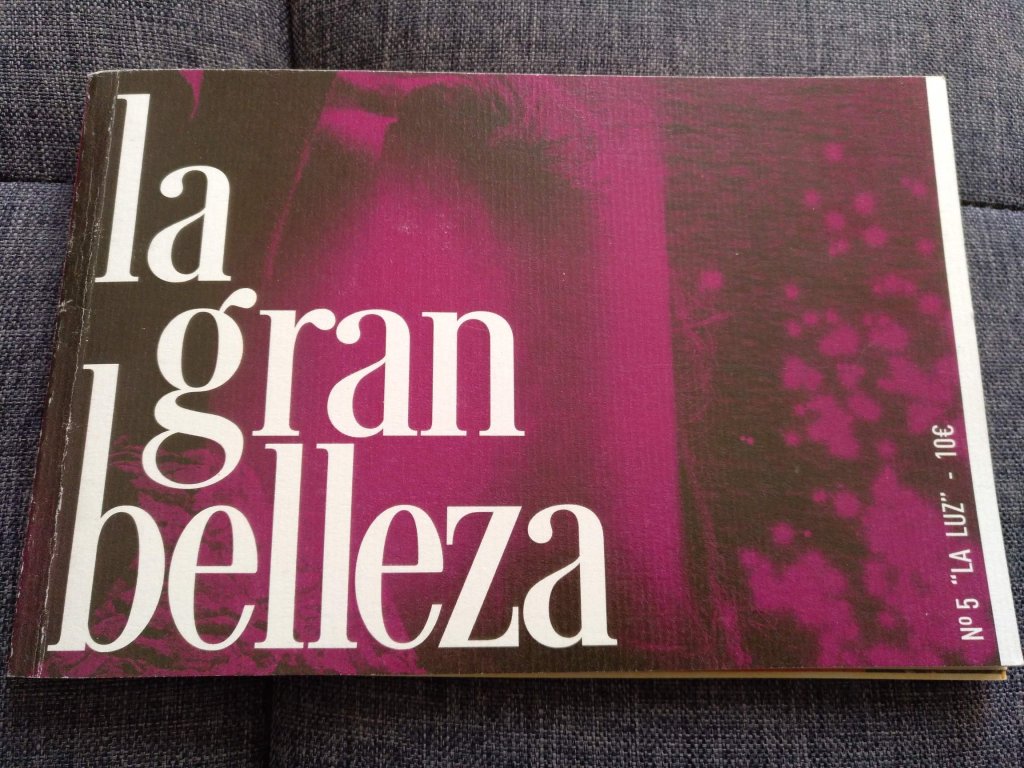 la
gran
belleza
Nº 5 “LA LUZ” - 10€